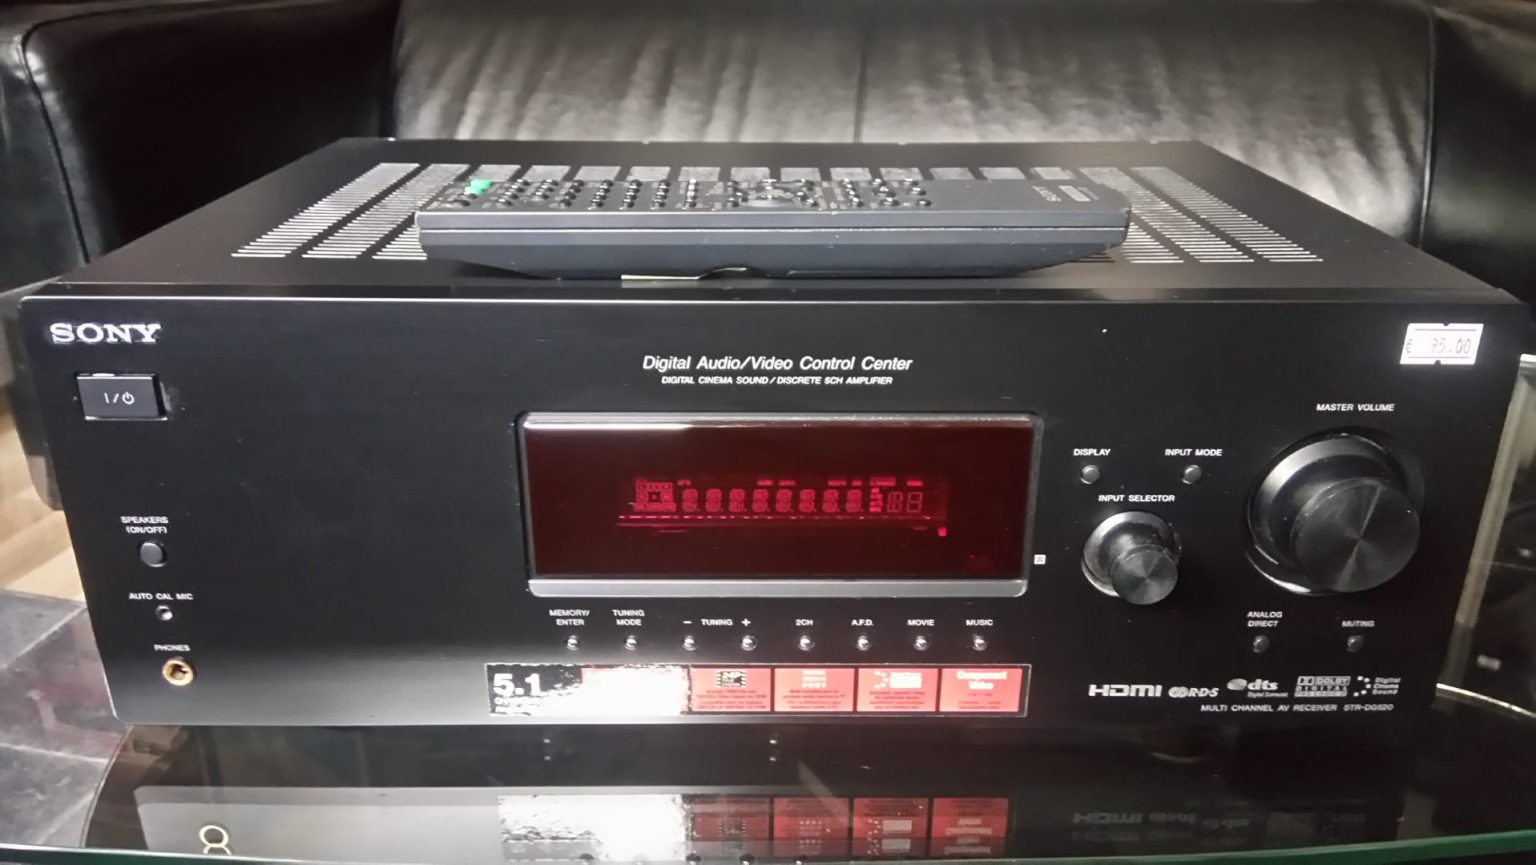 SONY
€ 95.00
Digital Audio/Video Control Center
DIGITAL CINEMA SOUND / DISCRETE 5CH AMPLIFIER
I/⏻
MASTER VOLUME
DISPLAY
INPUT MODE
INPUT SELECTOR
SPEAKERS
(ON/OFF)
AUTO CAL MIC
PHONES
MEMORY/
ENTER
TUNING
MODE
– TUNING +
2CH
A.F.D.
MOVIE
MUSIC
ANALOG
DIRECT
MUTING
5.1
Component
Video
HDMI
R·D·S
dts
Digital Surround
DOLBY
DIGITAL
Digital
Cinema
Sound
MULTI CHANNEL AV RECEIVER STR-DG520